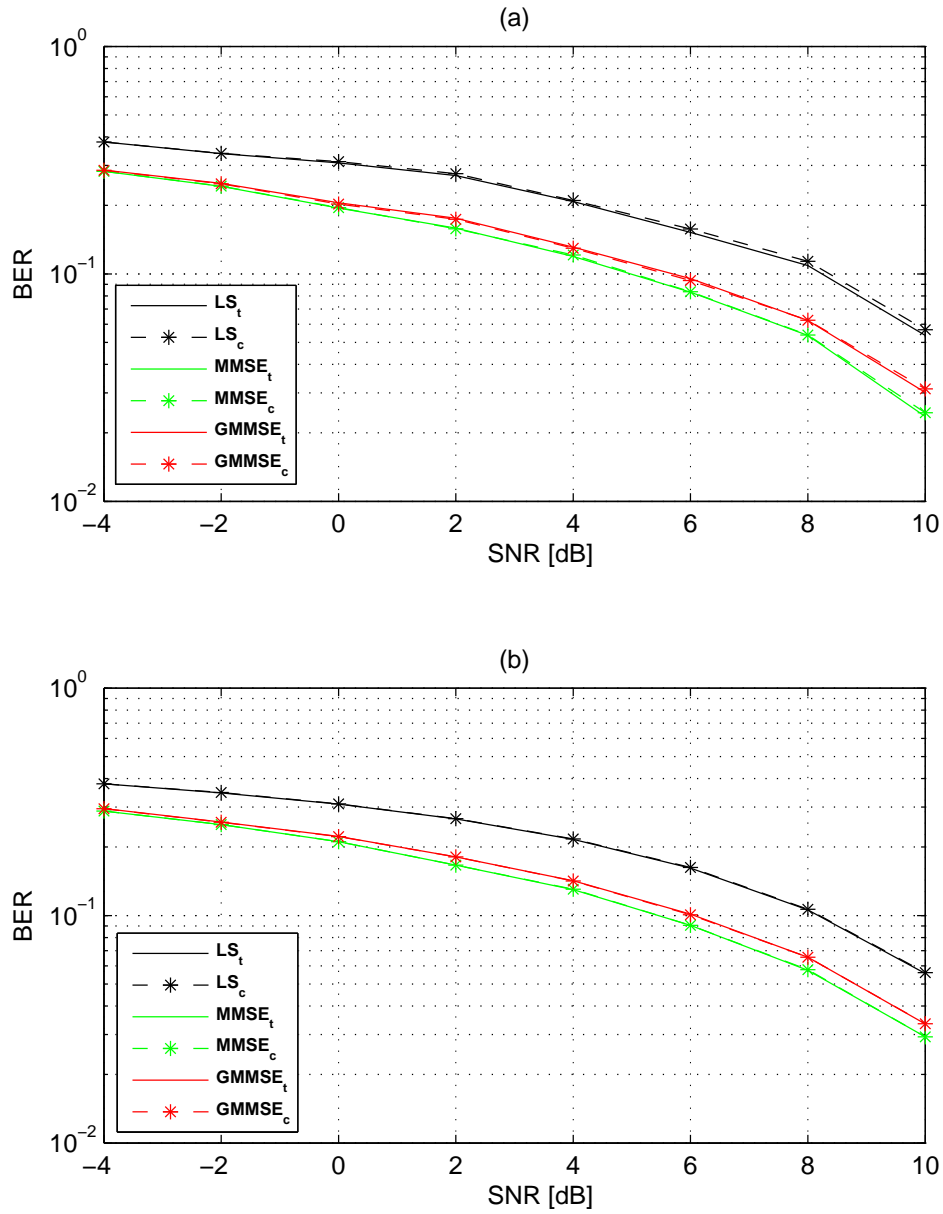 (a)
10^0
10^-1
10^-2
BER
LS_t
LS_c
MMSE_t
MMSE_c
GMMSE_t
GMMSE_c
−4 −2 0 2 4 6 8 10
SNR [dB]
(b)
10^0
10^-1
10^-2
BER
LS_t
LS_c
MMSE_t
MMSE_c
GMMSE_t
GMMSE_c
−4 −2 0 2 4 6 8 10
SNR [dB]